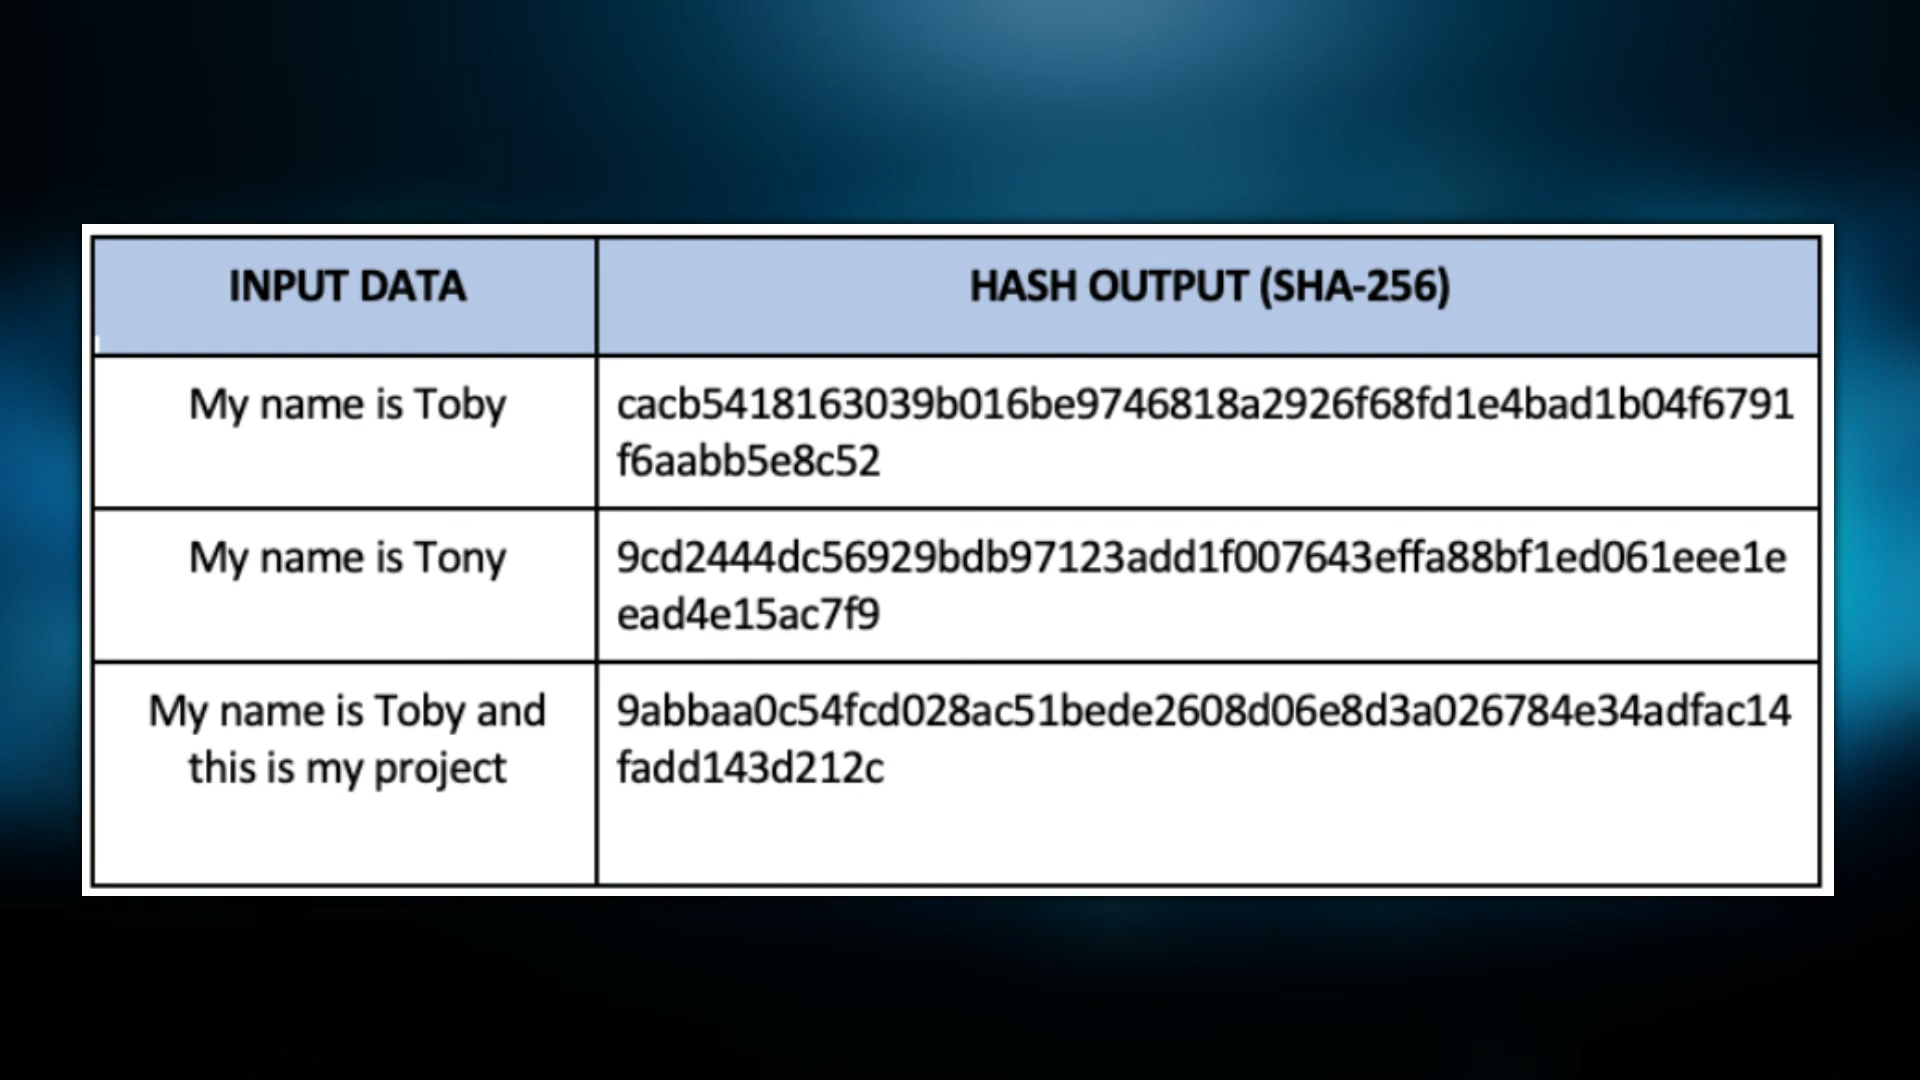 INPUT DATA
HASH OUTPUT (SHA-256)
My name is Toby
cacb5418163039b016be9746818a2926f68fd1e4bad1b04f6791
f6aabb5e8c52
My name is Tony
9cd2444dc56929bdb97123add1f007643effa88bf1ed061eee1e
ead4e15ac7f9
My name is Toby and
this is my project
9abbaa0c54fcd028ac51bede2608d06e8d3a026784e34adfac14
fadd143d212c